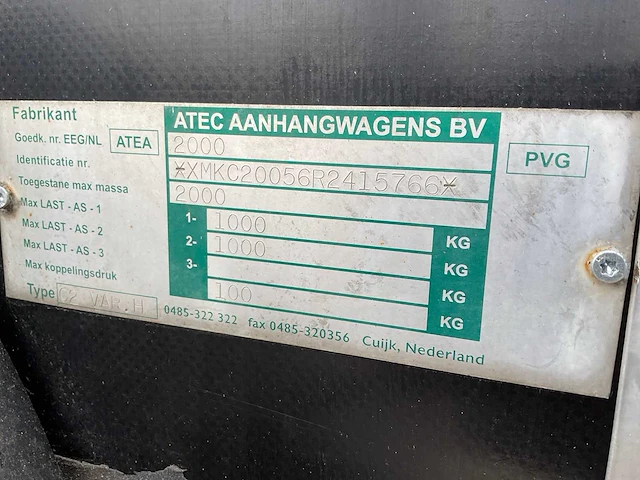 Fabrikant
ATEC AANHANGWAGENS BV
Goedk. nr. EEG/NL ATEA 2000 PVG
Identificatie nr. *XMKC20056R2415766*
Toegestane max massa 2000
Max LAST - AS - 1 1- 1000 KG
Max LAST - AS - 2 2- 1000 KG
Max LAST - AS - 3 3- KG
Max koppelingsdruk 100 KG
Type C2 VAR.H
0485-322 322 fax 0485-320356 Cuijk, Nederland